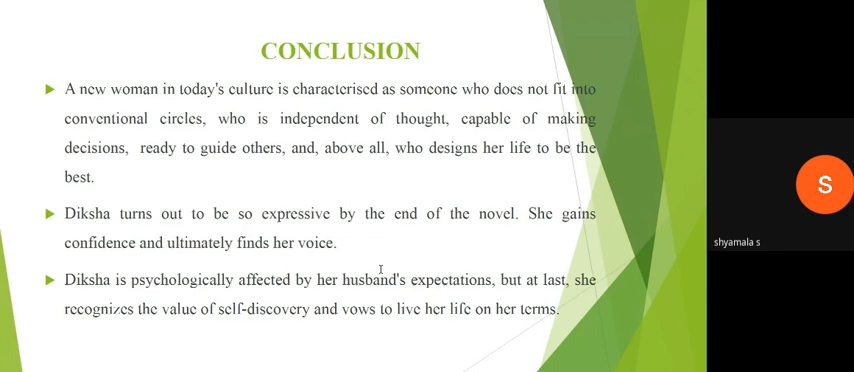 CONCLUSION
A new woman in today's culture is characterised as someone who does not fit into
conventional circles, who is independent of thought, capable of making
decisions, ready to guide others, and, above all, who designs her life to be the
best.
Diksha turns out to be so expressive by the end of the novel. She gains
confidence and ultimately finds her voice.
Diksha is psychologically affected by her husband's expectations, but at last, she
recognizes the value of self-discovery and vows to live her life on her terms.
S
shyamala s